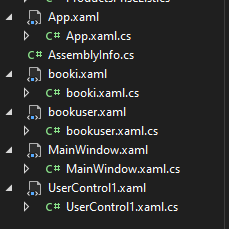 App.xaml
C# App.xaml.cs
C# AssemblyInfo.cs
booki.xaml
C# booki.xaml.cs
bookuser.xaml
C# bookuser.xaml.cs
MainWindow.xaml
C# MainWindow.xaml.cs
UserControl1.xaml
C# UserControl1.xaml.cs